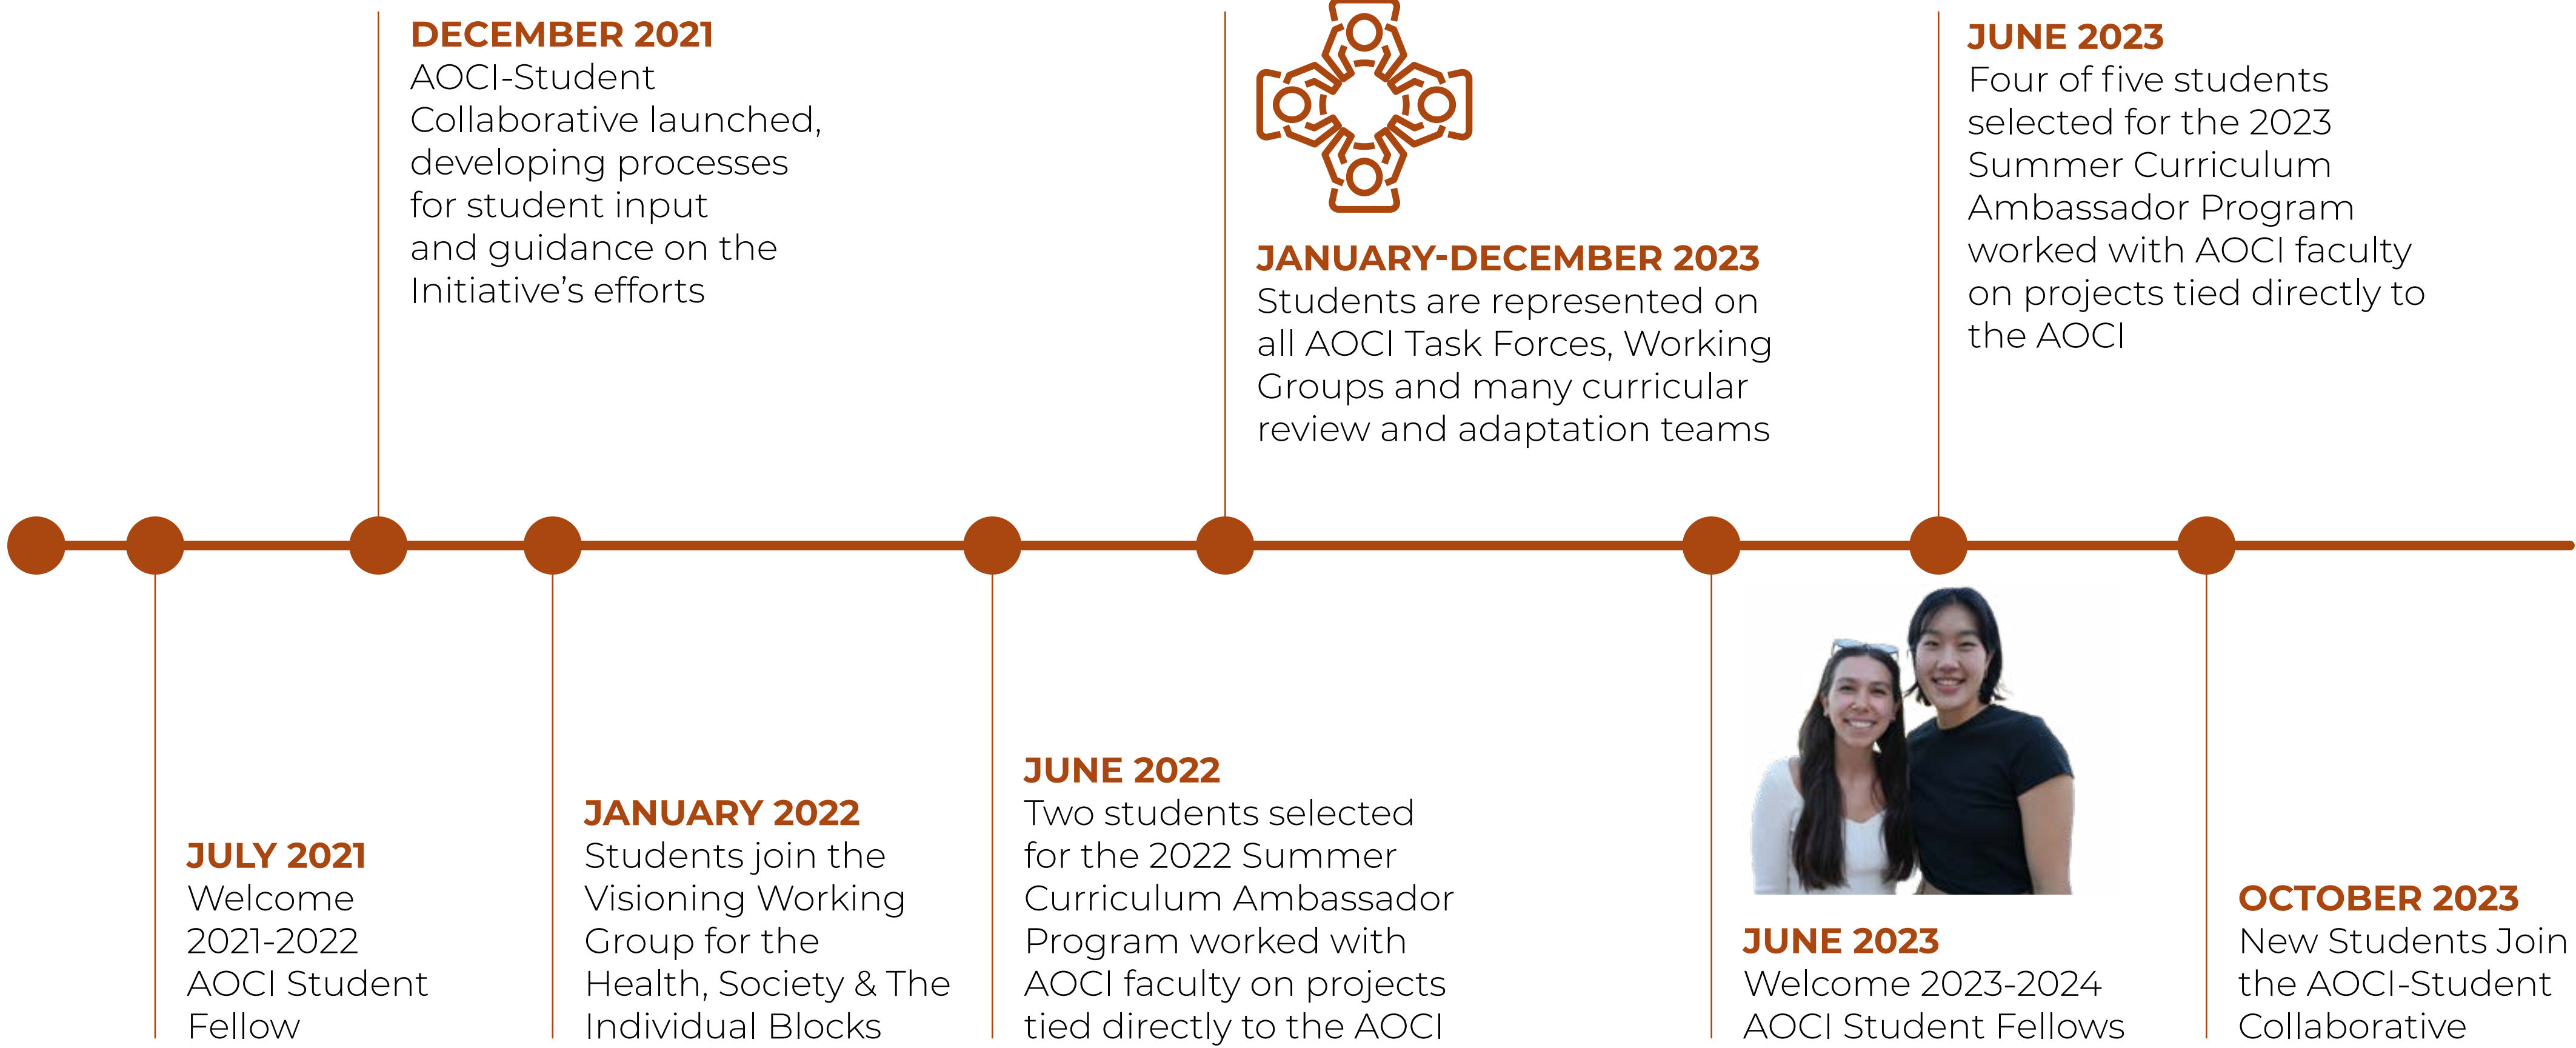 DECEMBER 2021
AOCI-Student
Collaborative launched,
developing processes
for student input
and guidance on the
Initiative's efforts
JANUARY-DECEMBER 2023
Students are represented on
all AOCI Task Forces, Working
Groups and many curricular
review and adaptation teams
JUNE 2023
Four of five students
selected for the 2023
Summer Curriculum
Ambassador Program
worked with AOCI faculty
on projects tied directly to
the AOCI
JULY 2021
Welcome
2021-2022
AOCI Student
Fellow
JANUARY 2022
Students join the
Visioning Working
Group for the
Health, Society & The
Individual Blocks
JUNE 2022
Two students selected
for the 2022 Summer
Curriculum Ambassador
Program worked with
AOCI faculty on projects
tied directly to the AOCI
JUNE 2023
Welcome 2023-2024
AOCI Student Fellows
OCTOBER 2023
New Students Join
the AOCI-Student
Collaborative